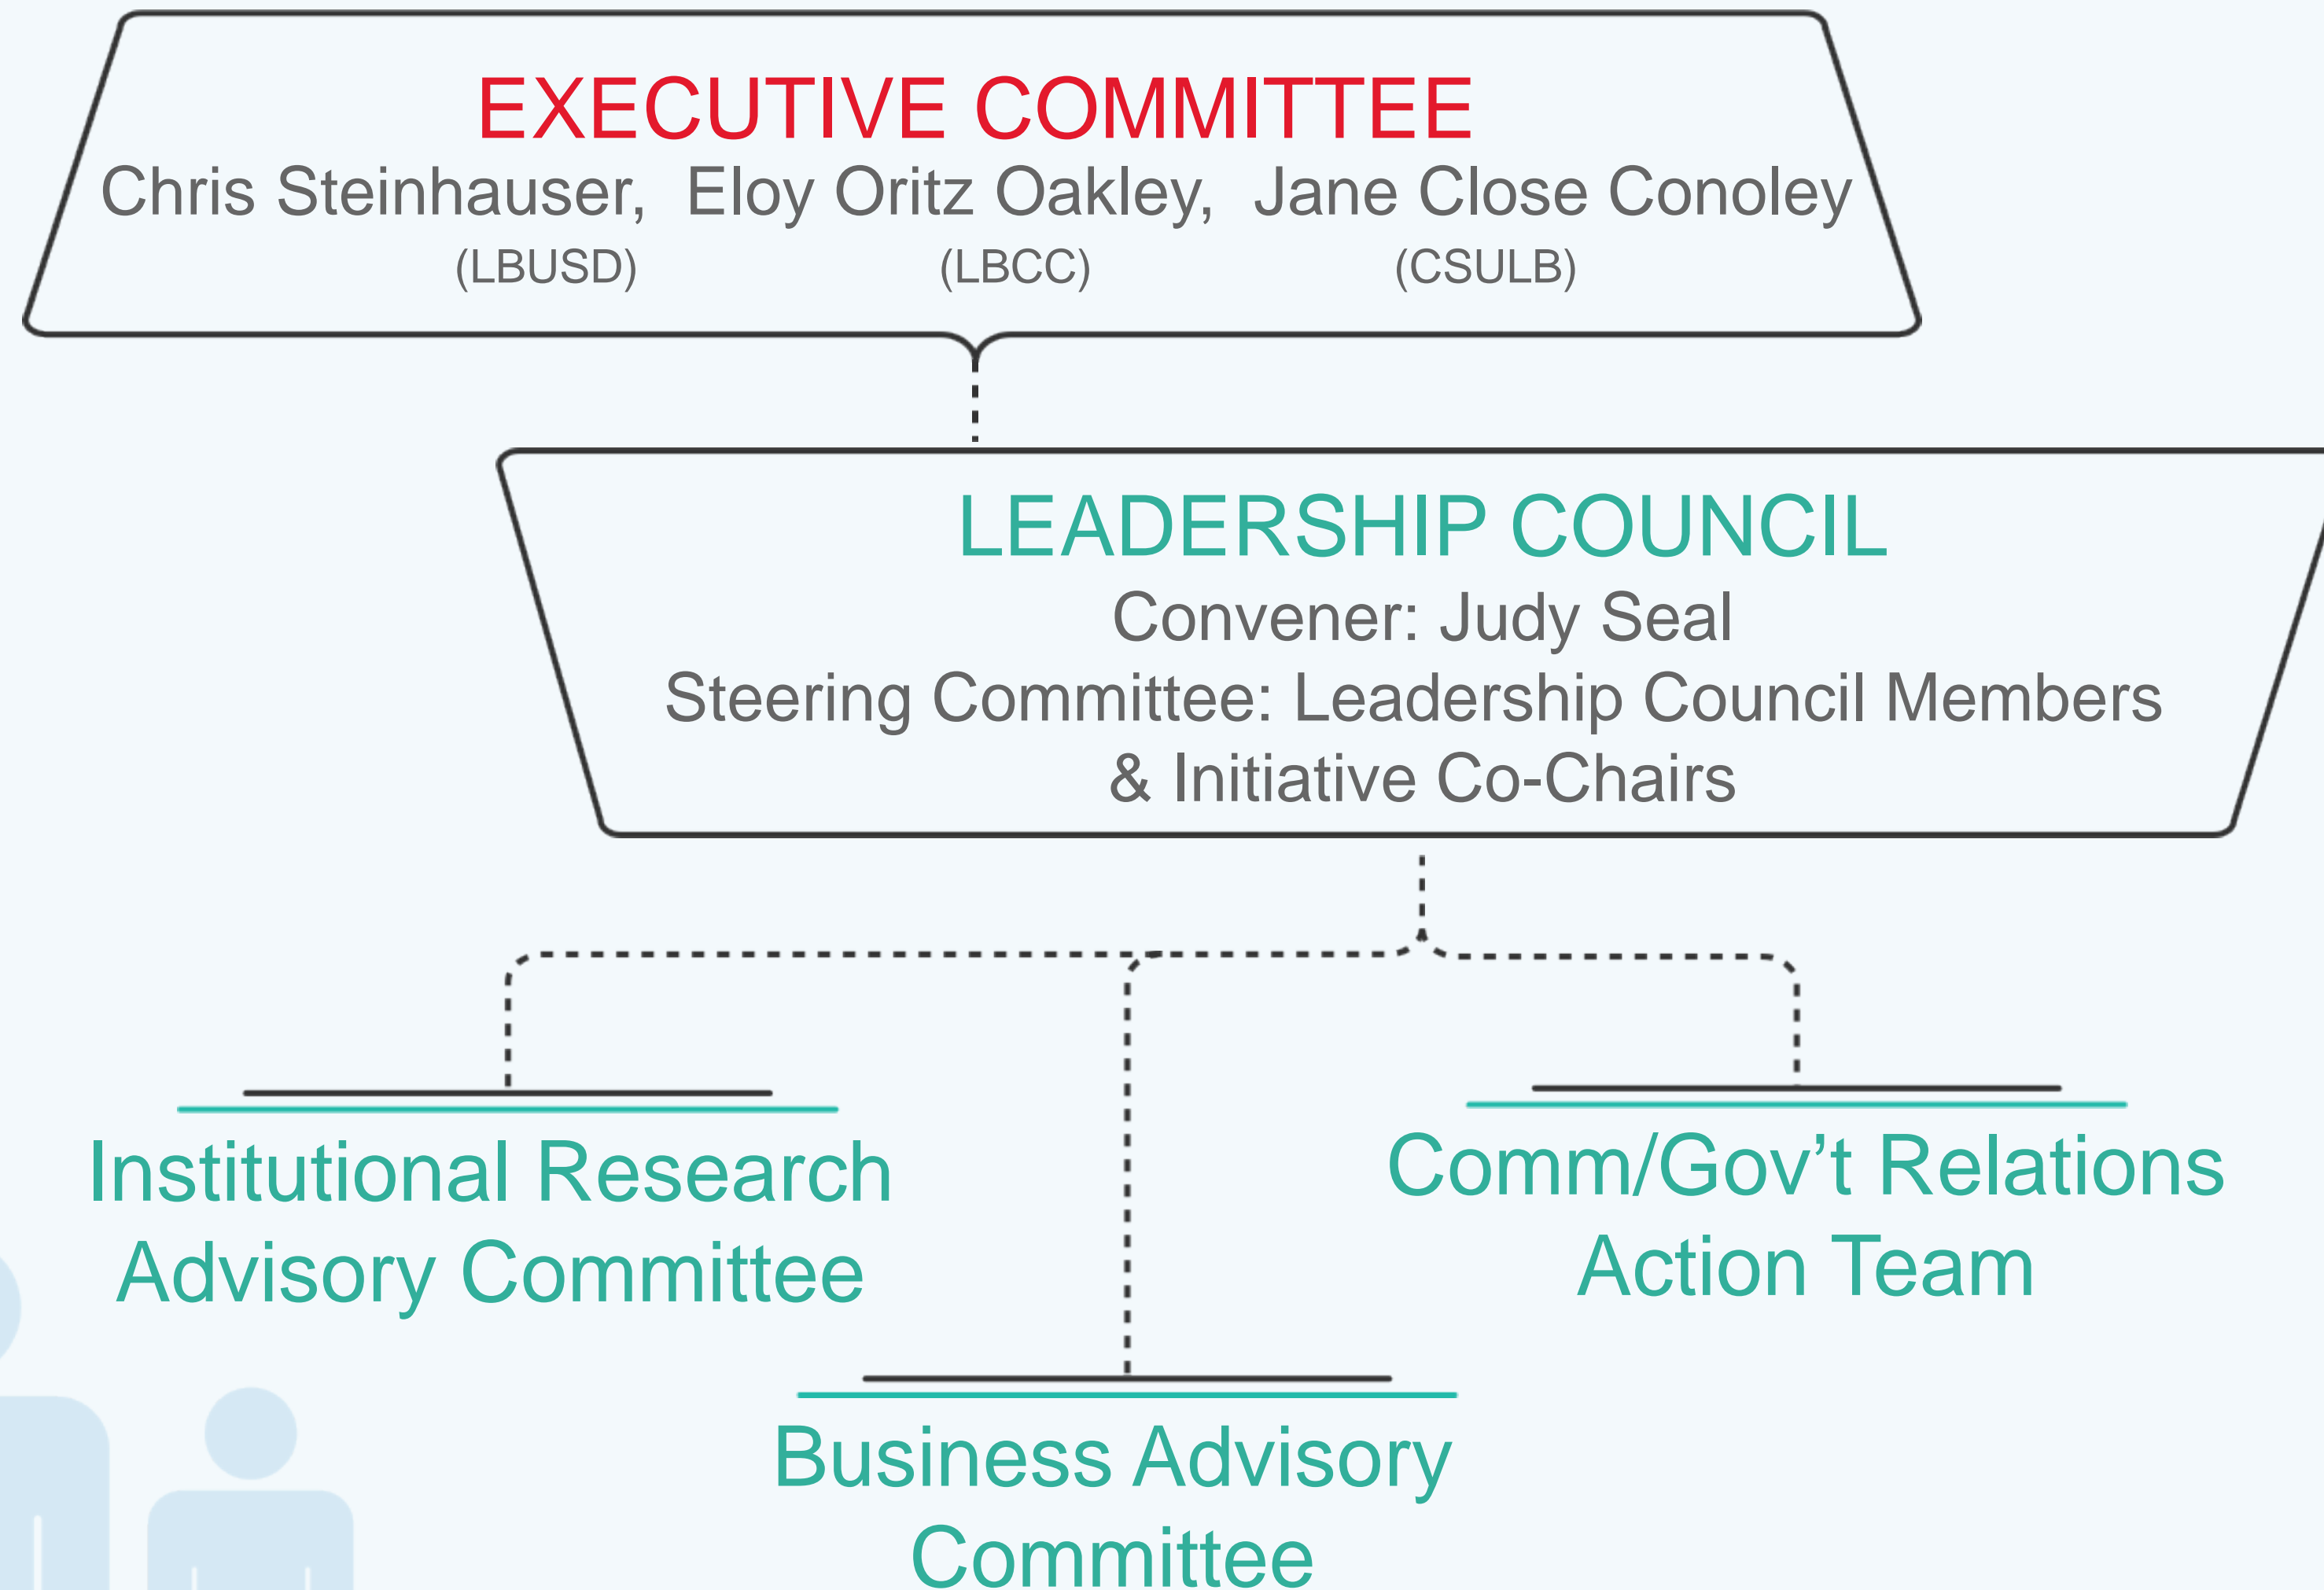 EXECUTIVE COMMITTEE
Chris Steinhauser, Eloy Oritz Oakley, Jane Close Conoley
(LBUSD) (LBCC) (CSULB)
LEADERSHIP COUNCIL
Convener: Judy Seal
Steering Committee: Leadership Council Members
& Initiative Co-Chairs
Institutional Research
Advisory Committee
Comm/Gov't Relations
Action Team
Business Advisory
Committee